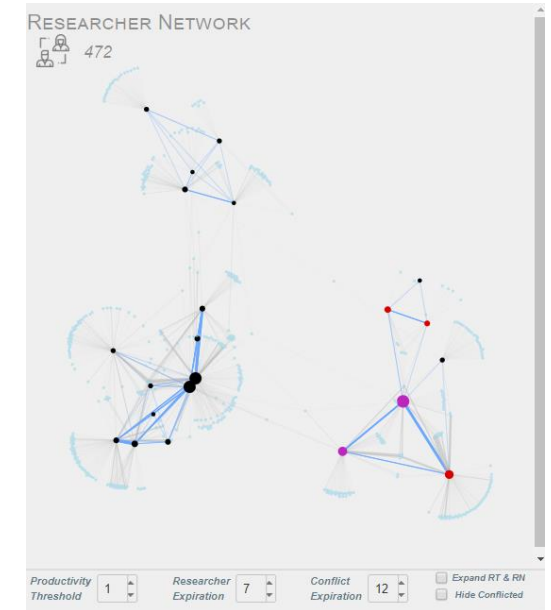 RESEARCHER NETWORK
472
Productivity Threshold 1
Researcher Expiration 7
Conflict Expiration 12
Expand RT & RN
Hide Conflicted